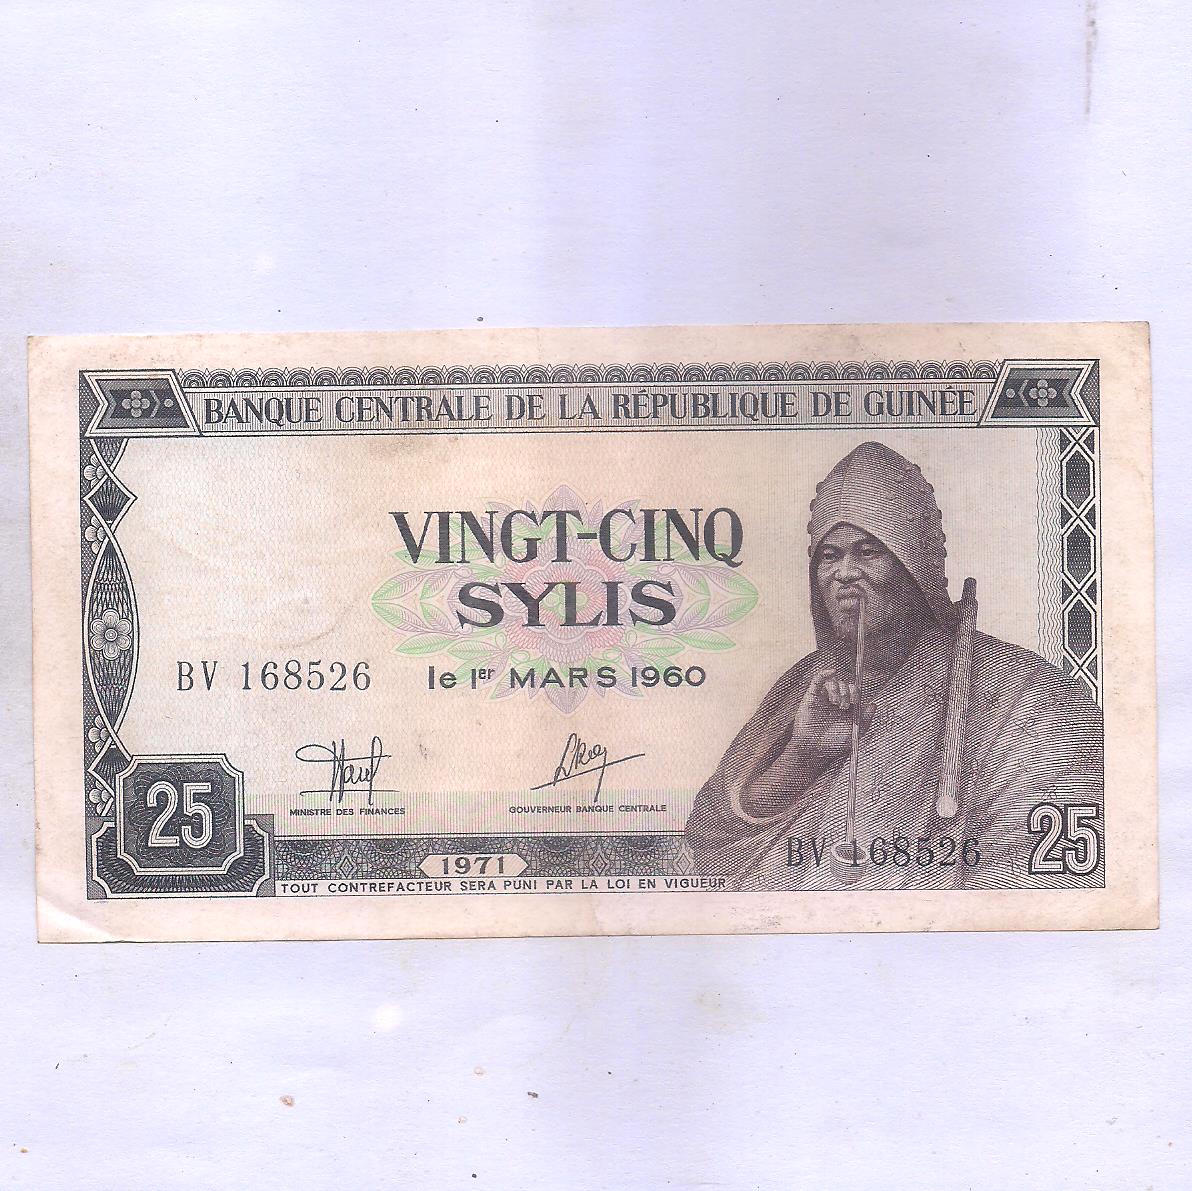 BANQUE CENTRALE DE LA RÉPUBLIQUE DE GUINÉE
VINGT-CINQ
SYLIS
BV 168526
le 1er MARS 1960
MINISTRE DES FINANCES
GOUVERNEUR BANQUE CENTRALE
25
BV 168526
25
1971
TOUT CONTREFACTEUR SERA PUNI PAR LA LOI EN VIGUEUR